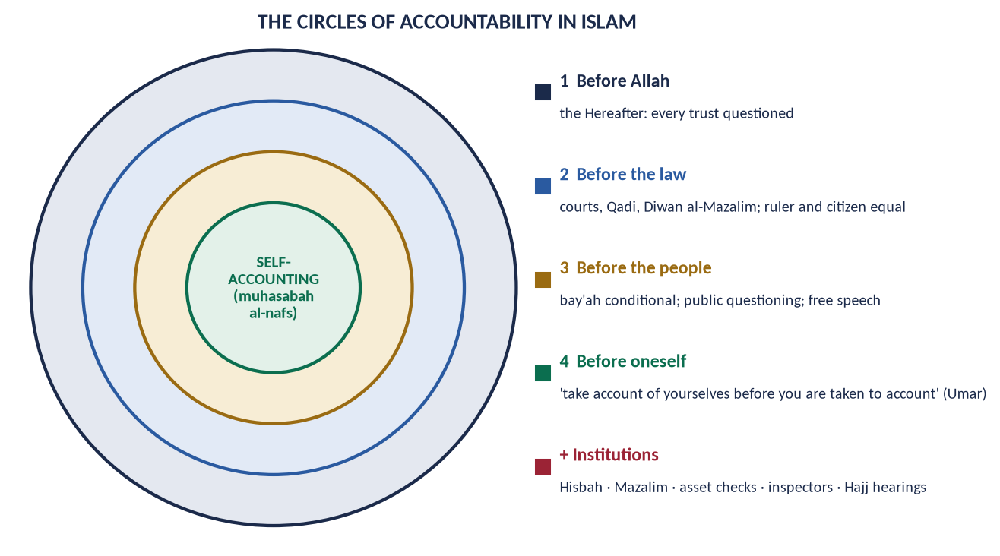 THE CIRCLES OF ACCOUNTABILITY IN ISLAM
SELF-
ACCOUNTING
(muhasabah
al-nafs)
1 Before Allah
the Hereafter: every trust questioned
2 Before the law
courts, Qadi, Diwan al-Mazalim; ruler and citizen equal
3 Before the people
bay'ah conditional; public questioning; free speech
4 Before oneself
'take account of yourselves before you are taken to account' (Umar)
+ Institutions
Hisbah · Mazalim · asset checks · inspectors · Hajj hearings